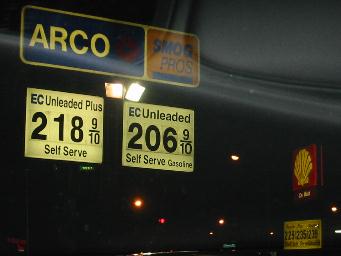 ARCO
SMOG
PROS
EC Unleaded Plus
218 9/10
Self Serve
EC Unleaded
206 9/10
Self Serve Gasoline